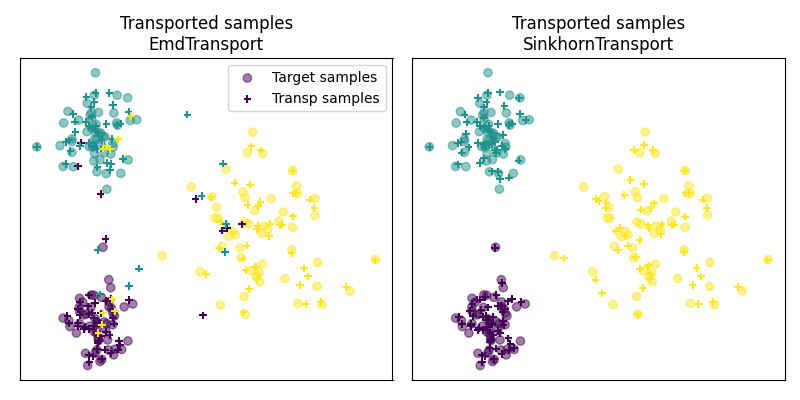 Transported samples
EmdTransport
Target samples
Transp samples
Transported samples
SinkhornTransport